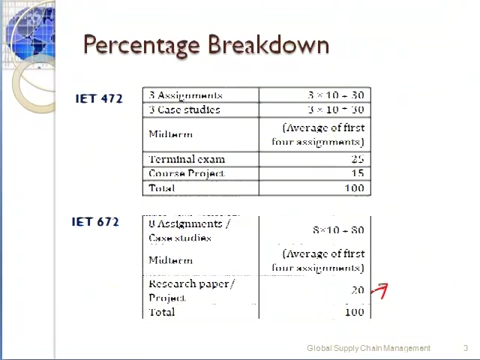 Percentage Breakdown
IET 472
3 Assignments 3 × 10 = 30
3 Case studies 3 × 10 = 30
Midterm (Average of first
four assignments)
Terminal exam 25
Course Project 15
Total 100
IET 672
8 Assignments /
Case studies 8×10 = 80
Midterm (Average of first
four assignments)
Research paper/
Project 20
Total 100
Global Supply Chain Management 3